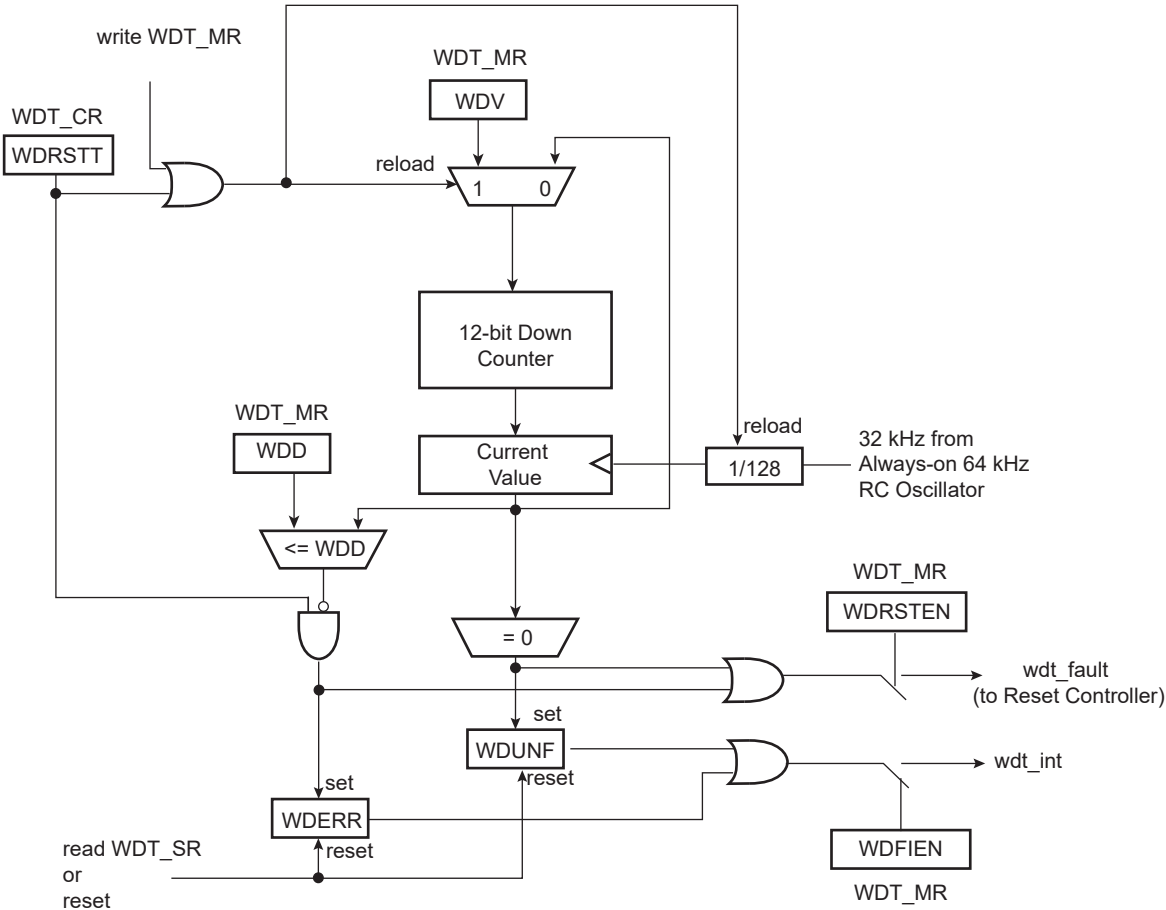 write WDT_MR
WDT_MR
WDV
WDT_CR
WDRSTT
reload
1 0
12-bit Down
Counter
WDT_MR
WDD
Current
Value
reload
1/128
32 kHz from
Always-on 64 kHz
RC Oscillator
<= WDD
WDT_MR
WDRSTEN
= 0
wdt_fault
(to Reset Controller)
set
WDUNF
reset
wdt_int
set
WDERR
reset
read WDT_SR
or
reset
WDFIEN
WDT_MR